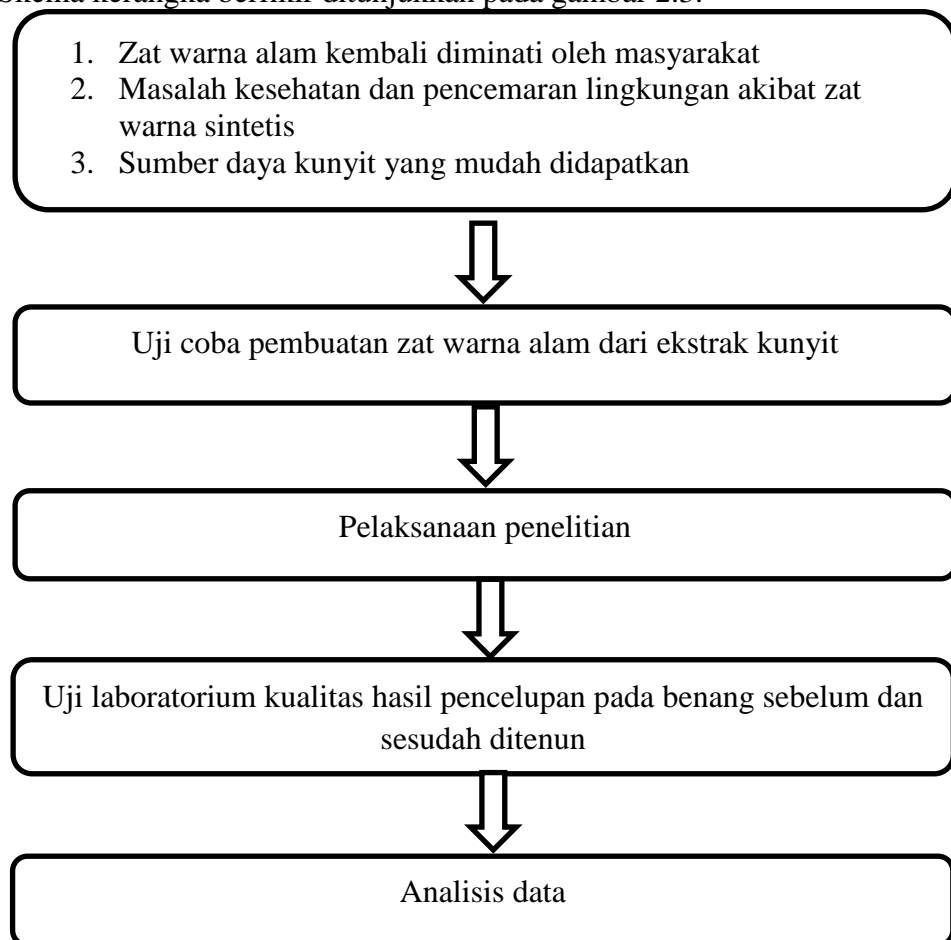 Skema kerangka berfikir ditunjukkan pada gambar 2.3.
1. Zat warna alam kembali diminati oleh masyarakat
2. Masalah kesehatan dan pencemaran lingkungan akibat zat
warna sintetis
3. Sumber daya kunyit yang mudah didapatkan
Uji coba pembuatan zat warna alam dari ekstrak kunyit
Pelaksanaan penelitian
Uji laboratorium kualitas hasil pencelupan pada benang sebelum dan
sesudah ditenun
Analisis data